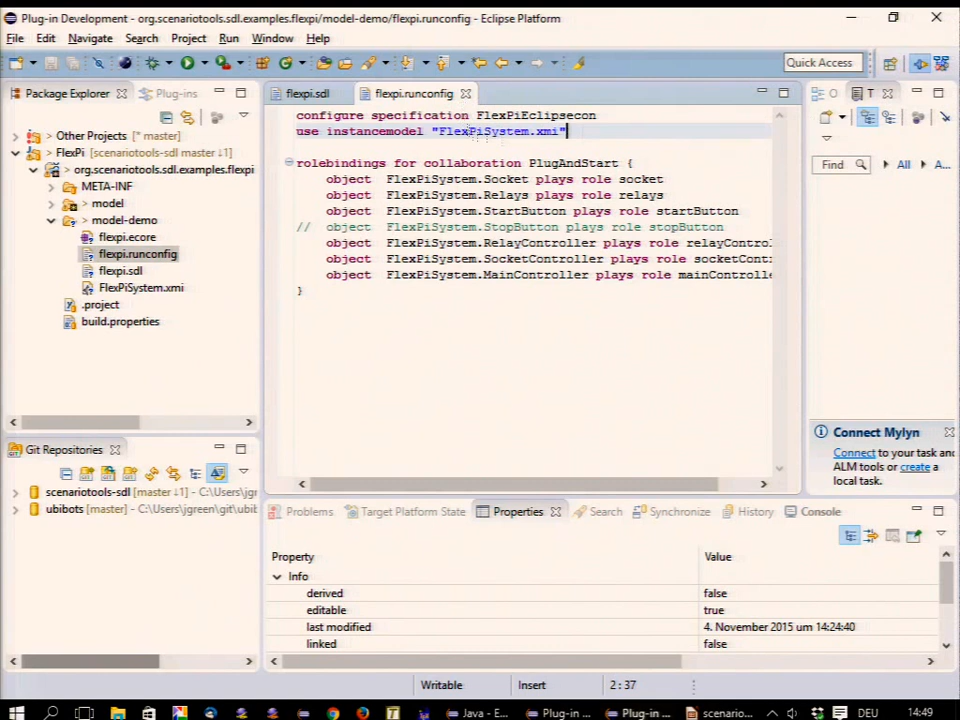 Plug-in Development - org.scenariotools.sdl.examples.flexpi/model-demo/flexpi.runconfig - Eclipse Platform
File Edit Navigate Search Project Run Window Help
Quick Access
Package Explorer Plug-ins
Other Projects [* master]
> FlexPi [scenariotools-sdl master ↓1]
> org.scenariotools.sdl.examples.flexpi
META-INF
> model
> model-demo
flexpi.ecore
flexpi.runconfig
flexpi.sdl
FlexPiSystem.xmi
.project
build.properties
flexpi.sdl flexpi.runconfig
configure specification FlexPiEclipsecon
use instancemodel "FlexPiSystem.xmi"
rolebindings for collaboration PlugAndStart {
object FlexPiSystem.Socket plays role socket
object FlexPiSystem.Relays plays role relays
object FlexPiSystem.StartButton plays role startButton
// object FlexPiSystem.StopButton plays role stopButton
object FlexPiSystem.RelayController plays role relayContro
object FlexPiSystem.SocketController plays role socketCont
object FlexPiSystem.MainController plays role mainControlle
}
O T
Find All A...
Connect Mylyn
Connect to your task and
ALM tools or create a
local task.
Git Repositories
scenariotools-sdl [master ↓1] - C:\Users\jgr
ubibots [master] - C:\Users\jgreen\git\ubib
Problems Target Platform State Properties Search Synchronize History Console
Property Value
Info
derived false
editable true
last modified 4. November 2015 um 14:24:40
linked false
Writable Insert 2 : 37
Java - E... Plug-in ... Plug-in ... scenario... DEU 14:49